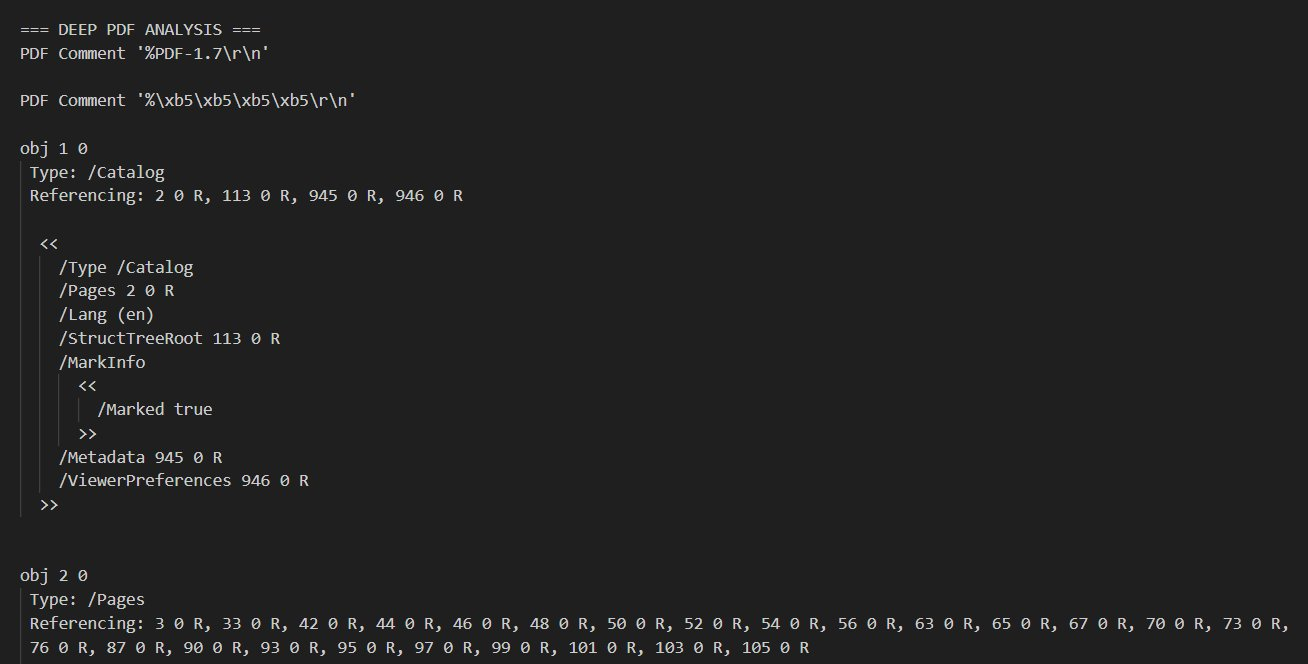 === DEEP PDF ANALYSIS ===
PDF Comment '%PDF-1.7\r\n'
PDF Comment '%\xb5\xb5\xb5\xb5\r\n'
obj 1 0
Type: /Catalog
Referencing: 2 0 R, 113 0 R, 945 0 R, 946 0 R
<<
/Type /Catalog
/Pages 2 0 R
/Lang (en)
/StructTreeRoot 113 0 R
/MarkInfo
<<
/Marked true
>>
/Metadata 945 0 R
/ViewerPreferences 946 0 R
>>
obj 2 0
Type: /Pages
Referencing: 3 0 R, 33 0 R, 42 0 R, 44 0 R, 46 0 R, 48 0 R, 50 0 R, 52 0 R, 54 0 R, 56 0 R, 63 0 R, 65 0 R, 67 0 R, 70 0 R, 73 0 R,
76 0 R, 87 0 R, 90 0 R, 93 0 R, 95 0 R, 97 0 R, 99 0 R, 101 0 R, 103 0 R, 105 0 R